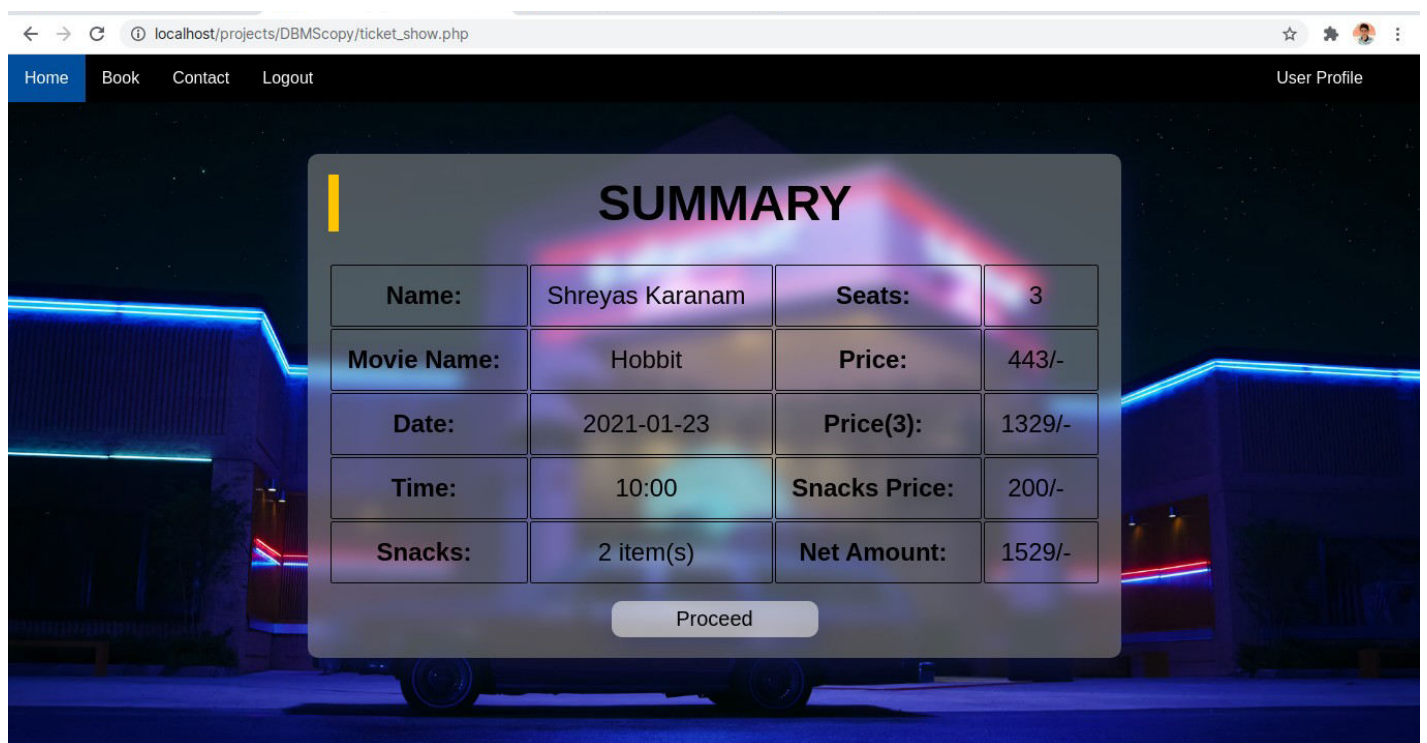 localhost/projects/DBMScopy/ticket_show.php
Home Book Contact Logout User Profile
SUMMARY
Name: Shreyas Karanam Seats: 3
Movie Name: Hobbit Price: 443/-
Date: 2021-01-23 Price(3): 1329/-
Time: 10:00 Snacks Price: 200/-
Snacks: 2 item(s) Net Amount: 1529/-
Proceed